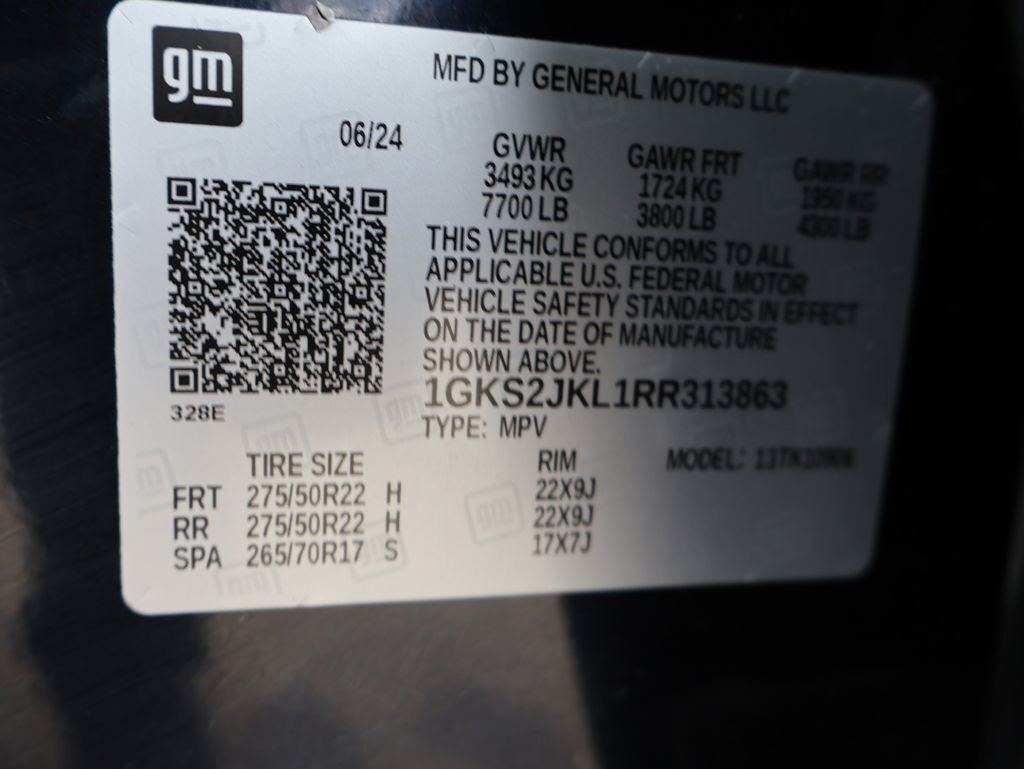 gm
MFD BY GENERAL MOTORS LLC
06/24
GVWR GAWR FRT GAWR RR
3493 KG 1724 KG 1950 KG
7700 LB 3800 LB 4300 LB
THIS VEHICLE CONFORMS TO ALL
APPLICABLE U.S. FEDERAL MOTOR
VEHICLE SAFETY STANDARDS IN EFFECT
ON THE DATE OF MANUFACTURE
SHOWN ABOVE.
1GKS2JKL1RR313863
328E
TYPE: MPV
TIRE SIZE RIM MODEL:
FRT 275/50R22 H 22X9J
RR 275/50R22 H 22X9J
SPA 265/70R17 S 17X7J